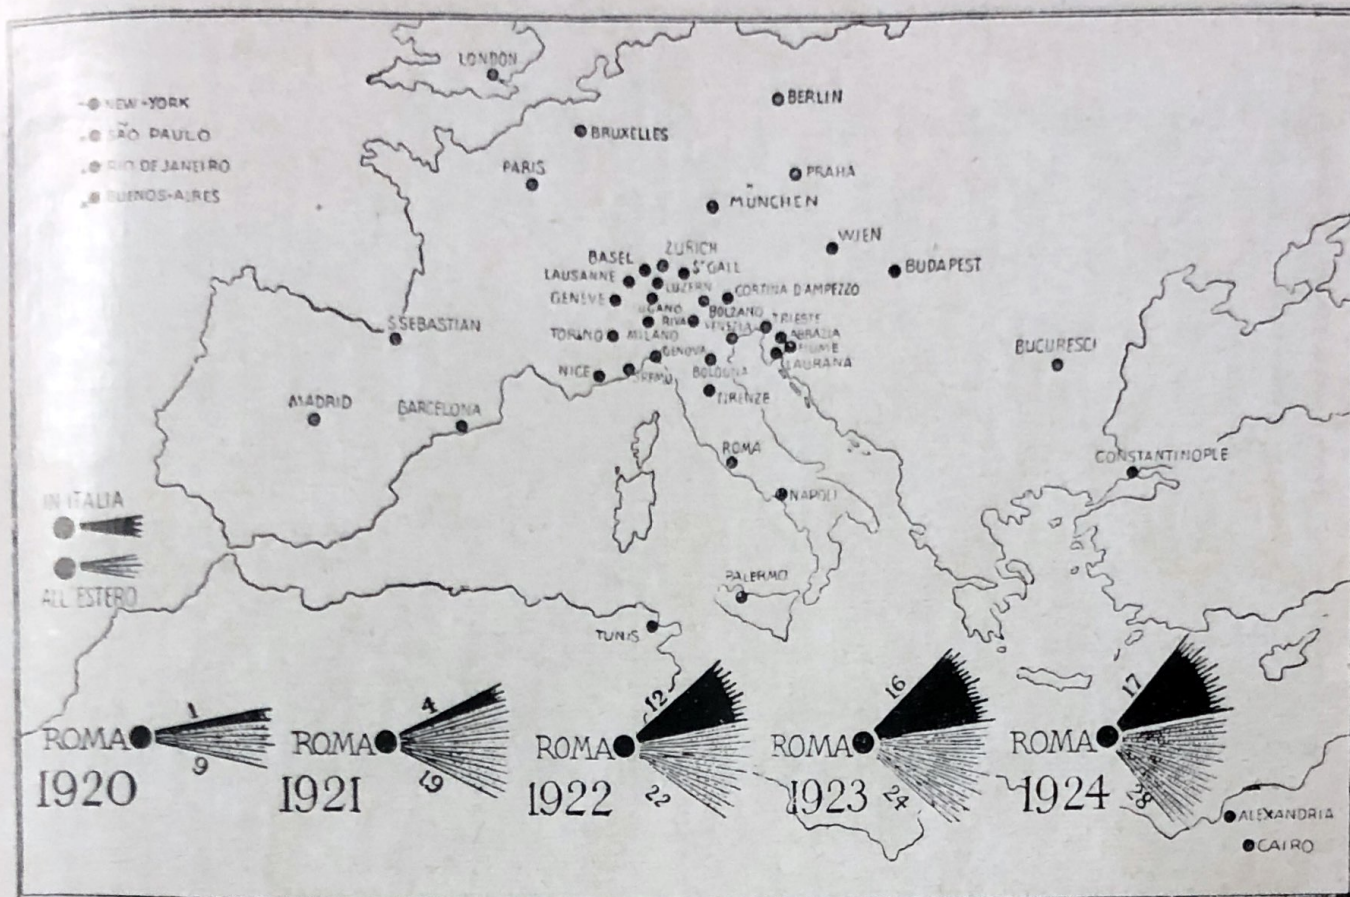 LONDON
BERLIN
NEW-YORK
SÃO PAULO
BRUXELLES
RIO DE JANEIRO
PARIS
PRAHA
BUENOS-AIRES
MÜNCHEN
WIEN
ZURICH
BASEL
ST GALL
BUDAPEST
LAUSANNE
LUZERN
CORTINA D'AMPEZZO
GENÈVE
LUGANO
BOLZANO
RIVA
TRIESTE
S.SEBASTIAN
VENEZIA
TORINO
MILANO
ABBAZIA
FIUME
BUCURESCI
GENOVA
LAURANA
NICE
BOLOGNA
MADRID
BARCELONA
FIRENZE
ROMA
CONSTANTINOPLE
IN ITALIA
NAPOLI
ALL'ESTERO
PALERMO
TUNIS
1
ROMA
9
1920
4
ROMA
19
1921
12
ROMA
22
1922
16
ROMA
24
1923
17
ROMA
28
1924
ALEXANDRIA
CAIRO